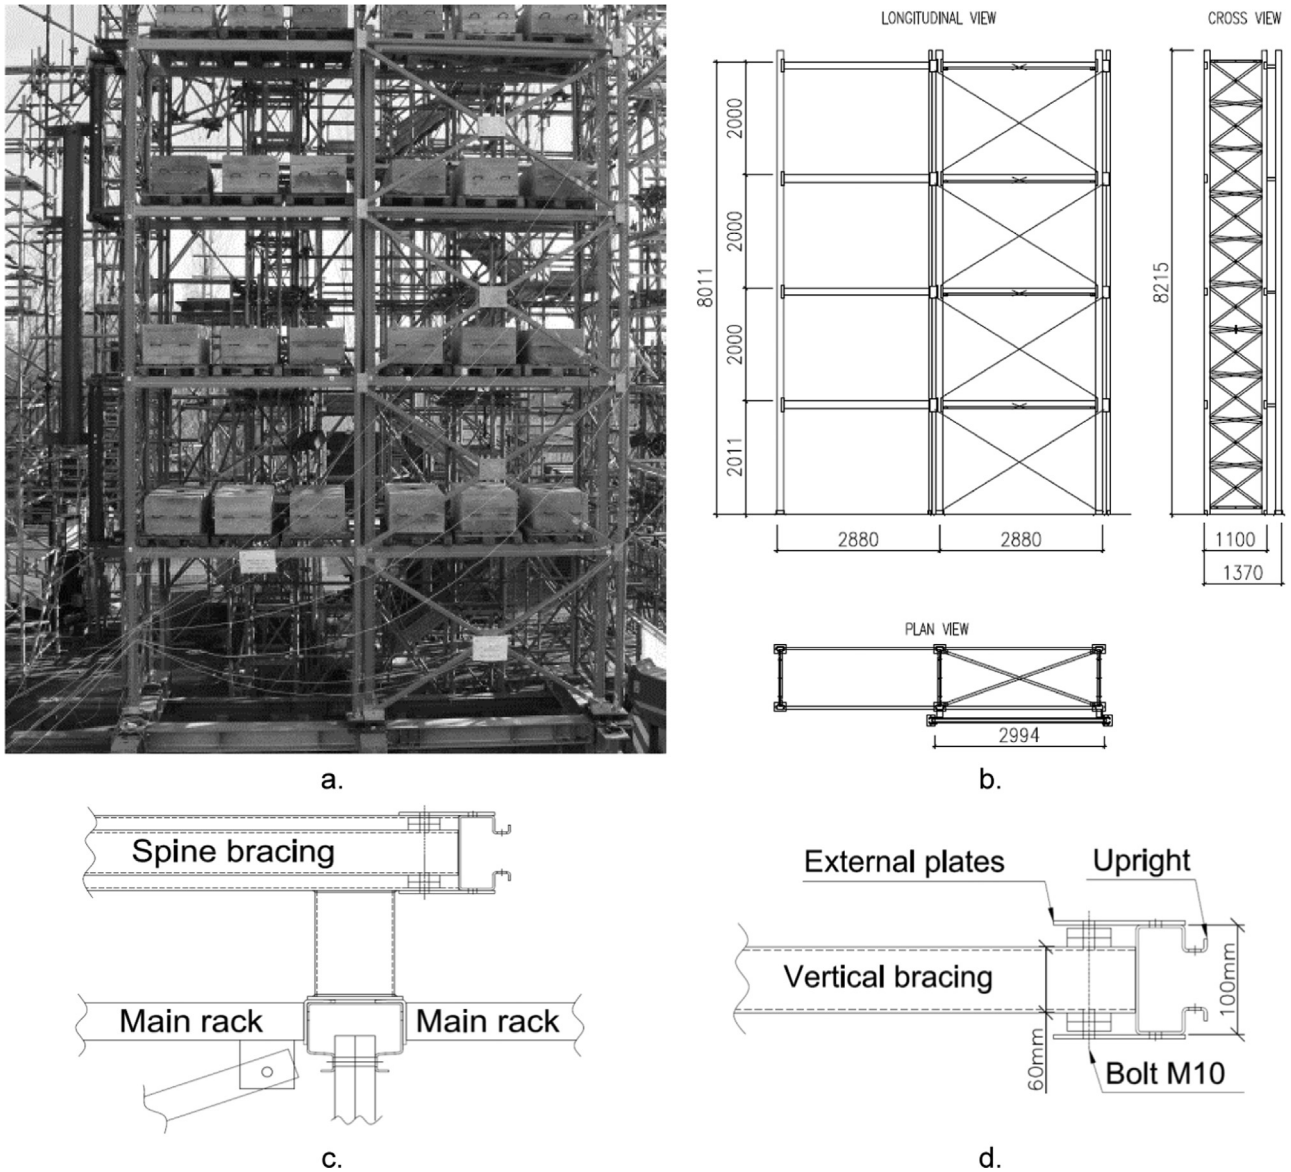 LONGITUDINAL VIEW
CROSS VIEW
2000
2000
2000
2011
8011
8215
2880
2880
1100
1370
PLAN VIEW
2994
a.
b.
Spine bracing
Main rack
Main rack
c.
External plates
Upright
Vertical bracing
100mm
60mm
Bolt M10
d.